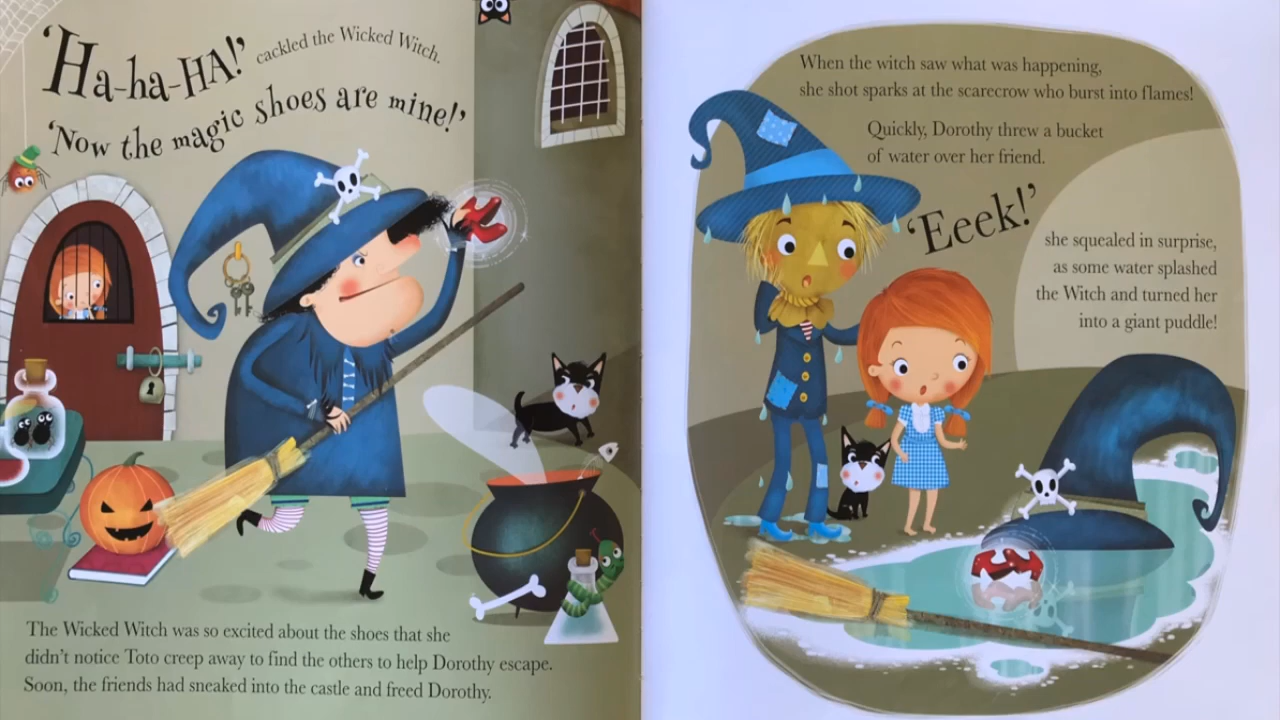 ‘Ha-ha-HA!’ cackled the Wicked Witch.
‘Now the magic shoes are mine!’
The Wicked Witch was so excited about the shoes that she
didn’t notice Toto creep away to find the others to help Dorothy escape.
Soon, the friends had sneaked into the castle and freed Dorothy.
When the witch saw what was happening,
she shot sparks at the scarecrow who burst into flames!
Quickly, Dorothy threw a bucket
of water over her friend.
‘Eeek!’
she squealed in surprise,
as some water splashed
the Witch and turned her
into a giant puddle!